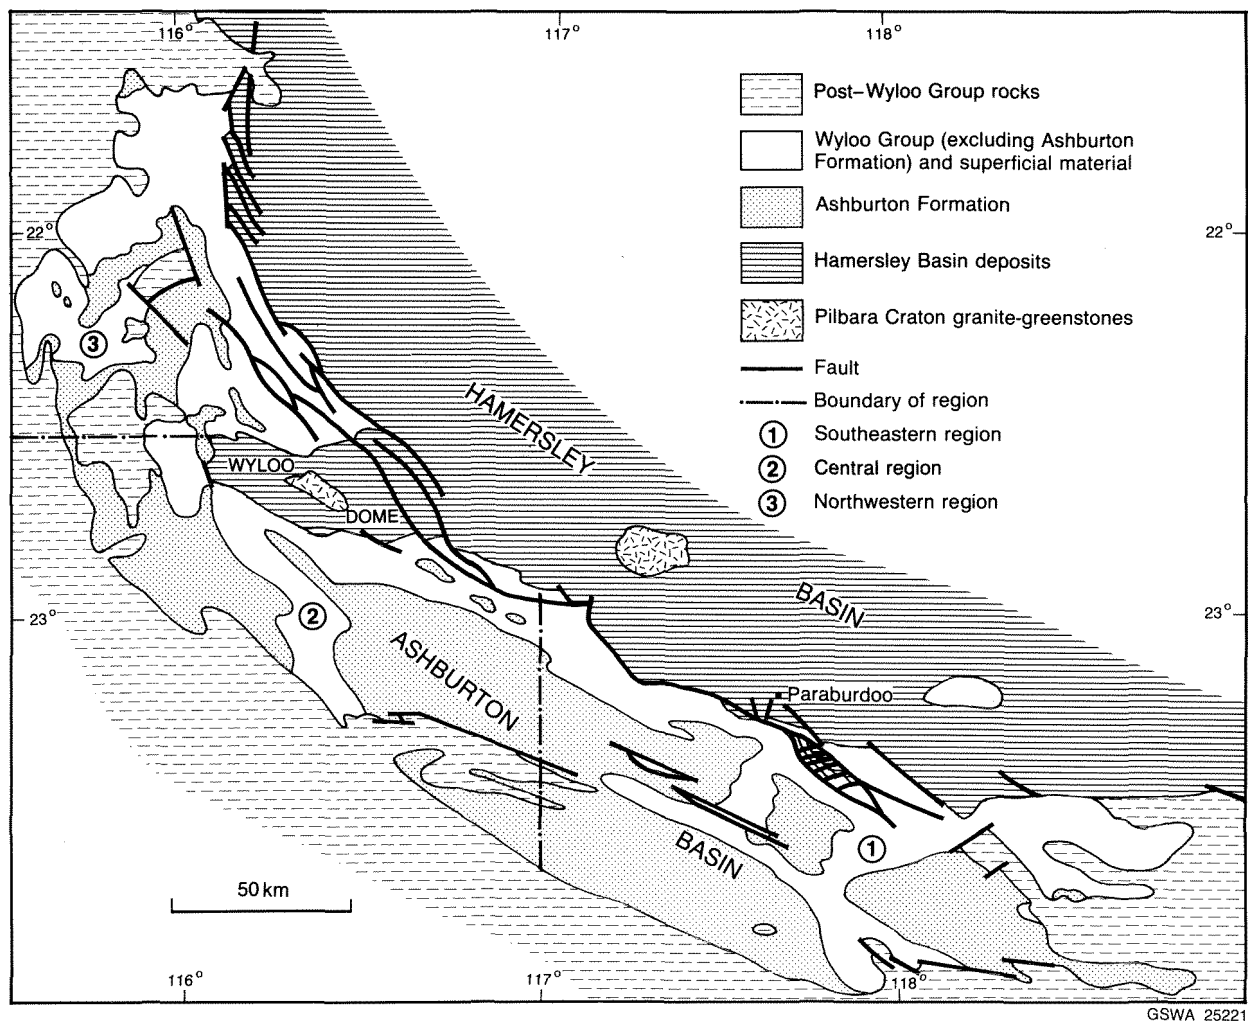 116° 117° 118°
Post–Wyloo Group rocks
Wyloo Group (excluding Ashburton
Formation) and superficial material
Ashburton Formation
22° 22°
Hamersley Basin deposits
Pilbara Craton granite-greenstones
Fault
Boundary of region
1 Southeastern region
2 Central region
3 Northwestern region
3
HAMERSLEY
WYLOO
DOME
BASIN
23° 23°
2
ASHBURTON
Paraburdoo
BASIN
1
50 km
116° 117° 118°
GSWA 25221